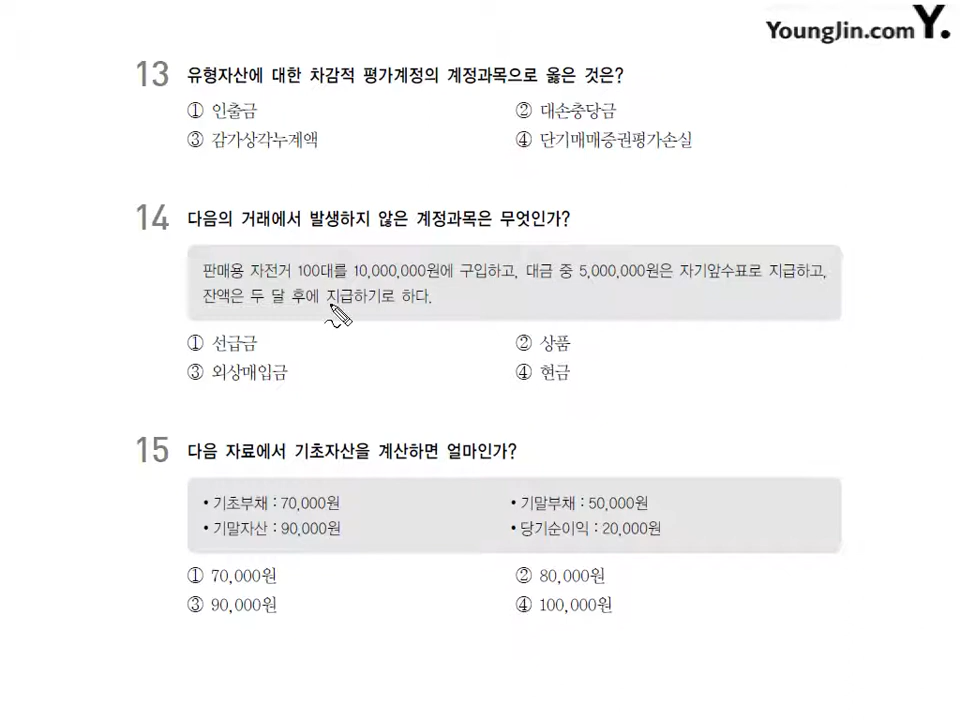 YoungJin.com Y.
13 유형자산에 대한 차감적 평가계정의 계정과목으로 옳은 것은?
① 인출금 ② 대손충당금
③ 감가상각누계액 ④ 단기매매증권평가손실
14 다음의 거래에서 발생하지 않은 계정과목은 무엇인가?
판매용 자전거 100대를 10,000,000원에 구입하고, 대금 중 5,000,000원은 자기앞수표로 지급하고,
잔액은 두 달 후에 지급하기로 하다.
① 선급금 ② 상품
③ 외상매입금 ④ 현금
15 다음 자료에서 기초자산을 계산하면 얼마인가?
• 기초부채 : 70,000원 • 기말부채 : 50,000원
• 기말자산 : 90,000원 • 당기순이익 : 20,000원
① 70,000원 ② 80,000원
③ 90,000원 ④ 100,000원